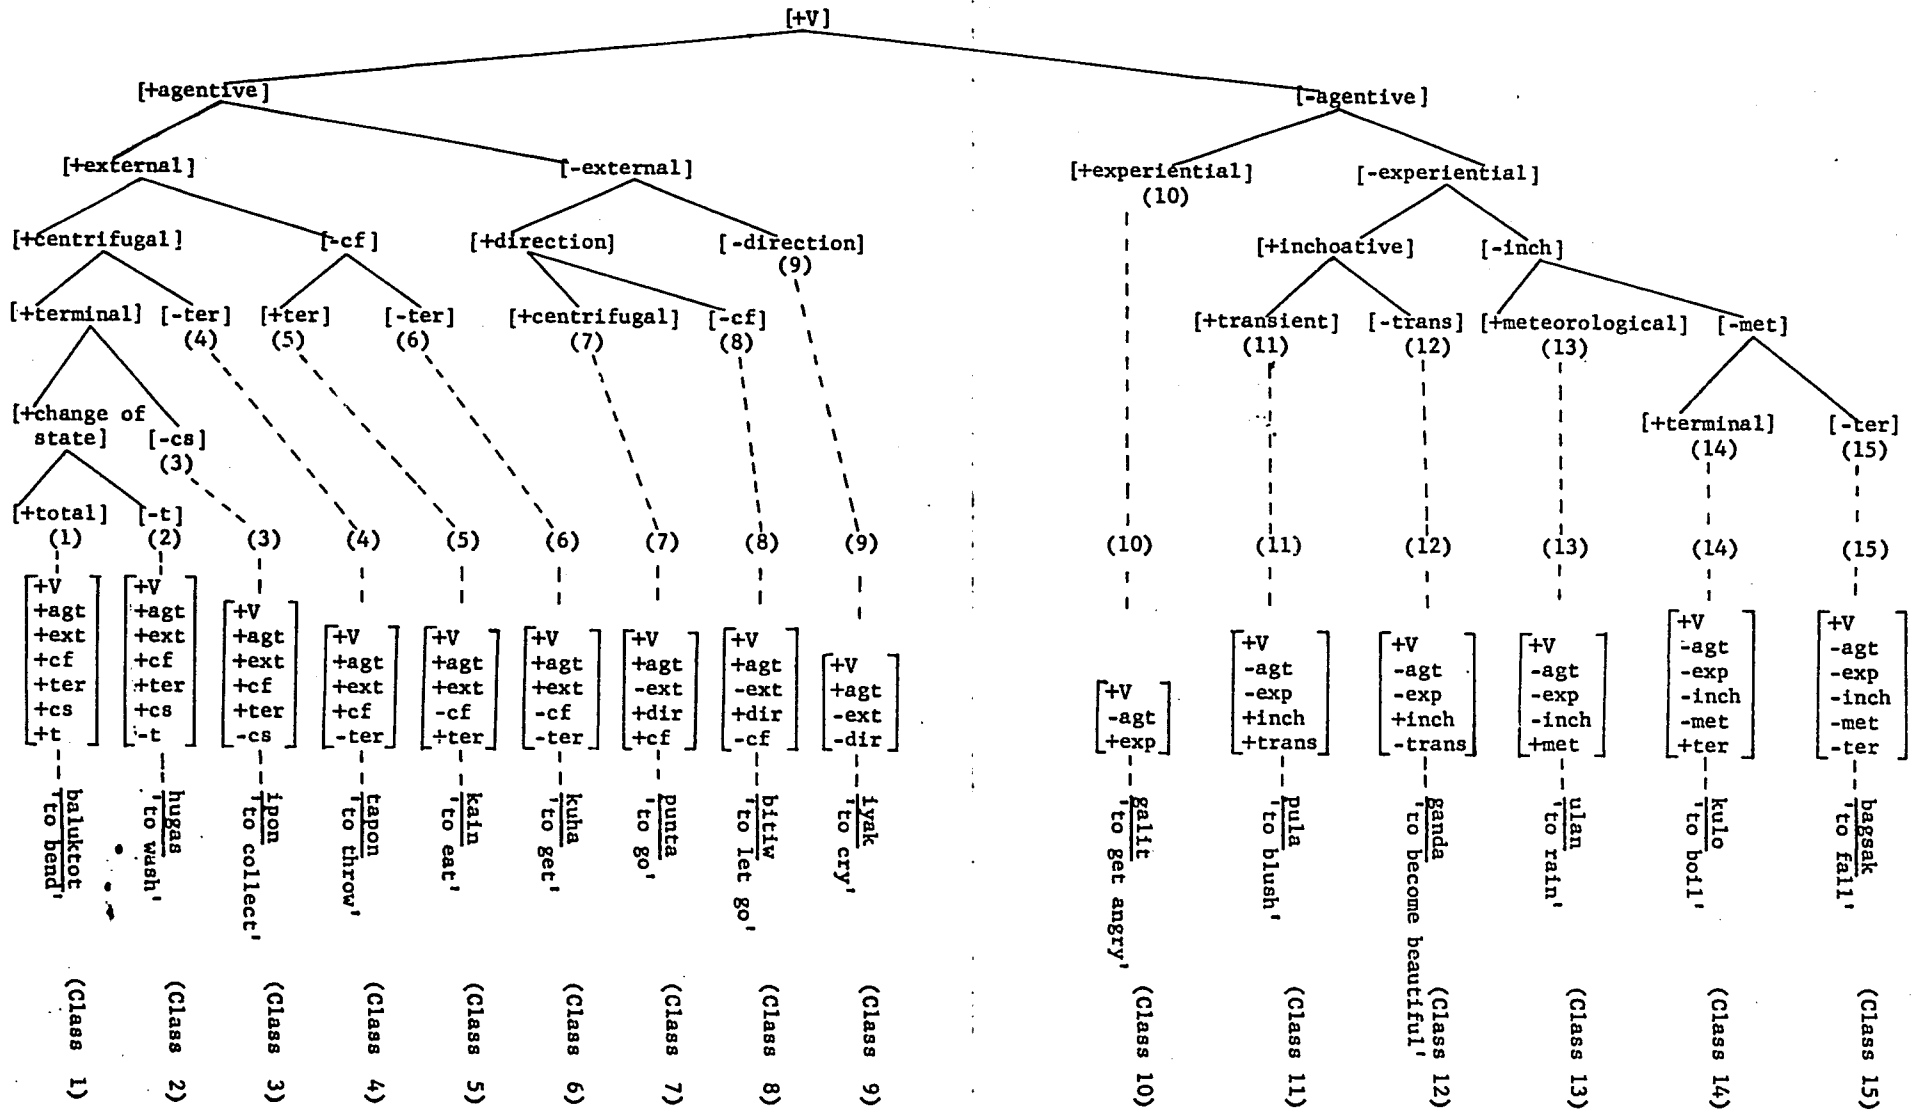 [+V]
[+agentive] [-agentive]
[+external] [-external] [+experiential] [-experiential]
(10)
[+centrifugal] [-cf] [+direction] [-direction] [+inchoative] [-inch]
(9)
[+terminal] [-ter] [+ter] [-ter] [+centrifugal] [-cf] [+transient] [-trans] [+meteorological] [-met]
(4) (5) (6) (7) (8) (11) (12) (13)
[+change of
state] [-cs] [+terminal] [-ter]
(3) (14) (15)
[+total] [-t]
(1) (2) (3) (4) (5) (6) (7) (8) (9) (10) (11) (12) (13) (14) (15)
+V
+agt
+ext
+cf
+ter
+cs
+t
baluktot
'to bend'
(Class 1)
+V
+agt
+ext
+cf
+ter
+cs
-t
hugas
'to wash'
(Class 2)
+V
+agt
+ext
+cf
+ter
-cs
ipon
'to collect'
(Class 3)
+V
+agt
+ext
+cf
-ter
tapon
'to throw'
(Class 4)
+V
+agt
+ext
-cf
+ter
kain
'to eat'
(Class 5)
+V
+agt
+ext
-cf
-ter
kuha
'to get'
(Class 6)
+V
+agt
-ext
+dir
+cf
punta
'to go'
(Class 7)
+V
+agt
-ext
+dir
-cf
bitiw
'to let go'
(Class 8)
+V
+agt
-ext
-dir
iyak
'to cry'
(Class 9)
+V
-agt
+exp
galit
'to get angry'
(Class 10)
+V
-agt
-exp
+inch
+trans
pula
'to blush'
(Class 11)
+V
-agt
-exp
+inch
-trans
ganda
'to become beautiful'
(Class 12)
+V
-agt
-exp
-inch
+met
ulan
'to rain'
(Class 13)
+V
-agt
-exp
-inch
-met
+ter
kulo
'to boil'
(Class 14)
+V
-agt
-exp
-inch
-met
-ter
bagsak
'to fall'
(Class 15)